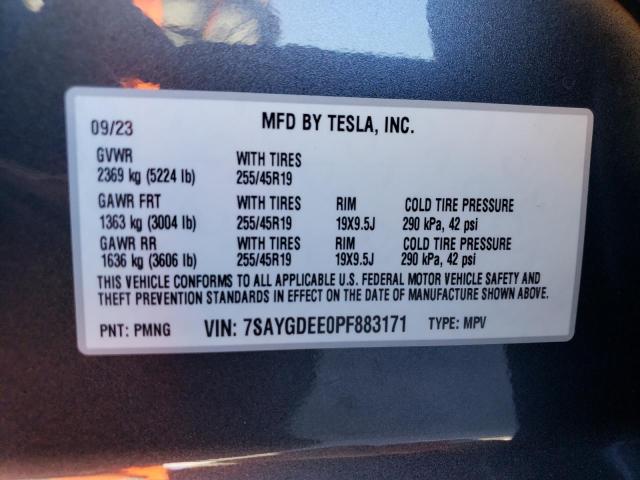 09/23 MFD BY TESLA, INC.
GVWR WITH TIRES
2369 kg (5224 lb) 255/45R19
GAWR FRT WITH TIRES RIM COLD TIRE PRESSURE
1363 kg (3004 lb) 255/45R19 19X9.5J 290 kPa, 42 psi
GAWR RR WITH TIRES RIM COLD TIRE PRESSURE
1636 kg (3606 lb) 255/45R19 19X9.5J 290 kPa, 42 psi
THIS VEHICLE CONFORMS TO ALL APPLICABLE U.S. FEDERAL MOTOR VEHICLE SAFETY AND
THEFT PREVENTION STANDARDS IN EFFECT ON THE DATE OF MANUFACTURE SHOWN ABOVE.
PNT: PMNG VIN: 7SAYGDEE0PF883171 TYPE: MPV